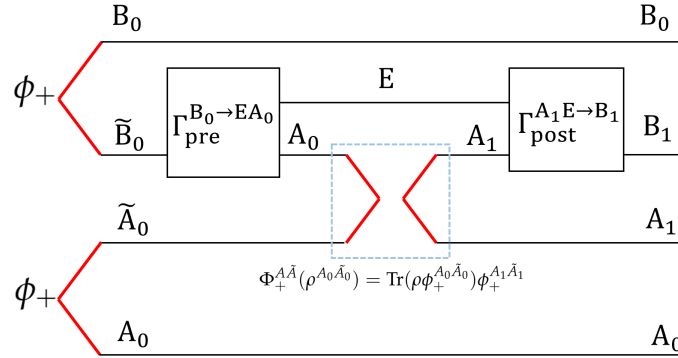 B₀ B₀
ϕ₊ E
B̃₀ Γ_pre^{B₀→EA₀} A₀ A₁ Γ_post^{A₁E→B₁} B₁
Ã₀ A₁
Φ₊^{AÃ}(ρ^{A₀Ã₀}) = Tr(ρϕ₊^{A₀Ã₀})ϕ₊^{A₁Ã₁}
ϕ₊
A₀ A₀